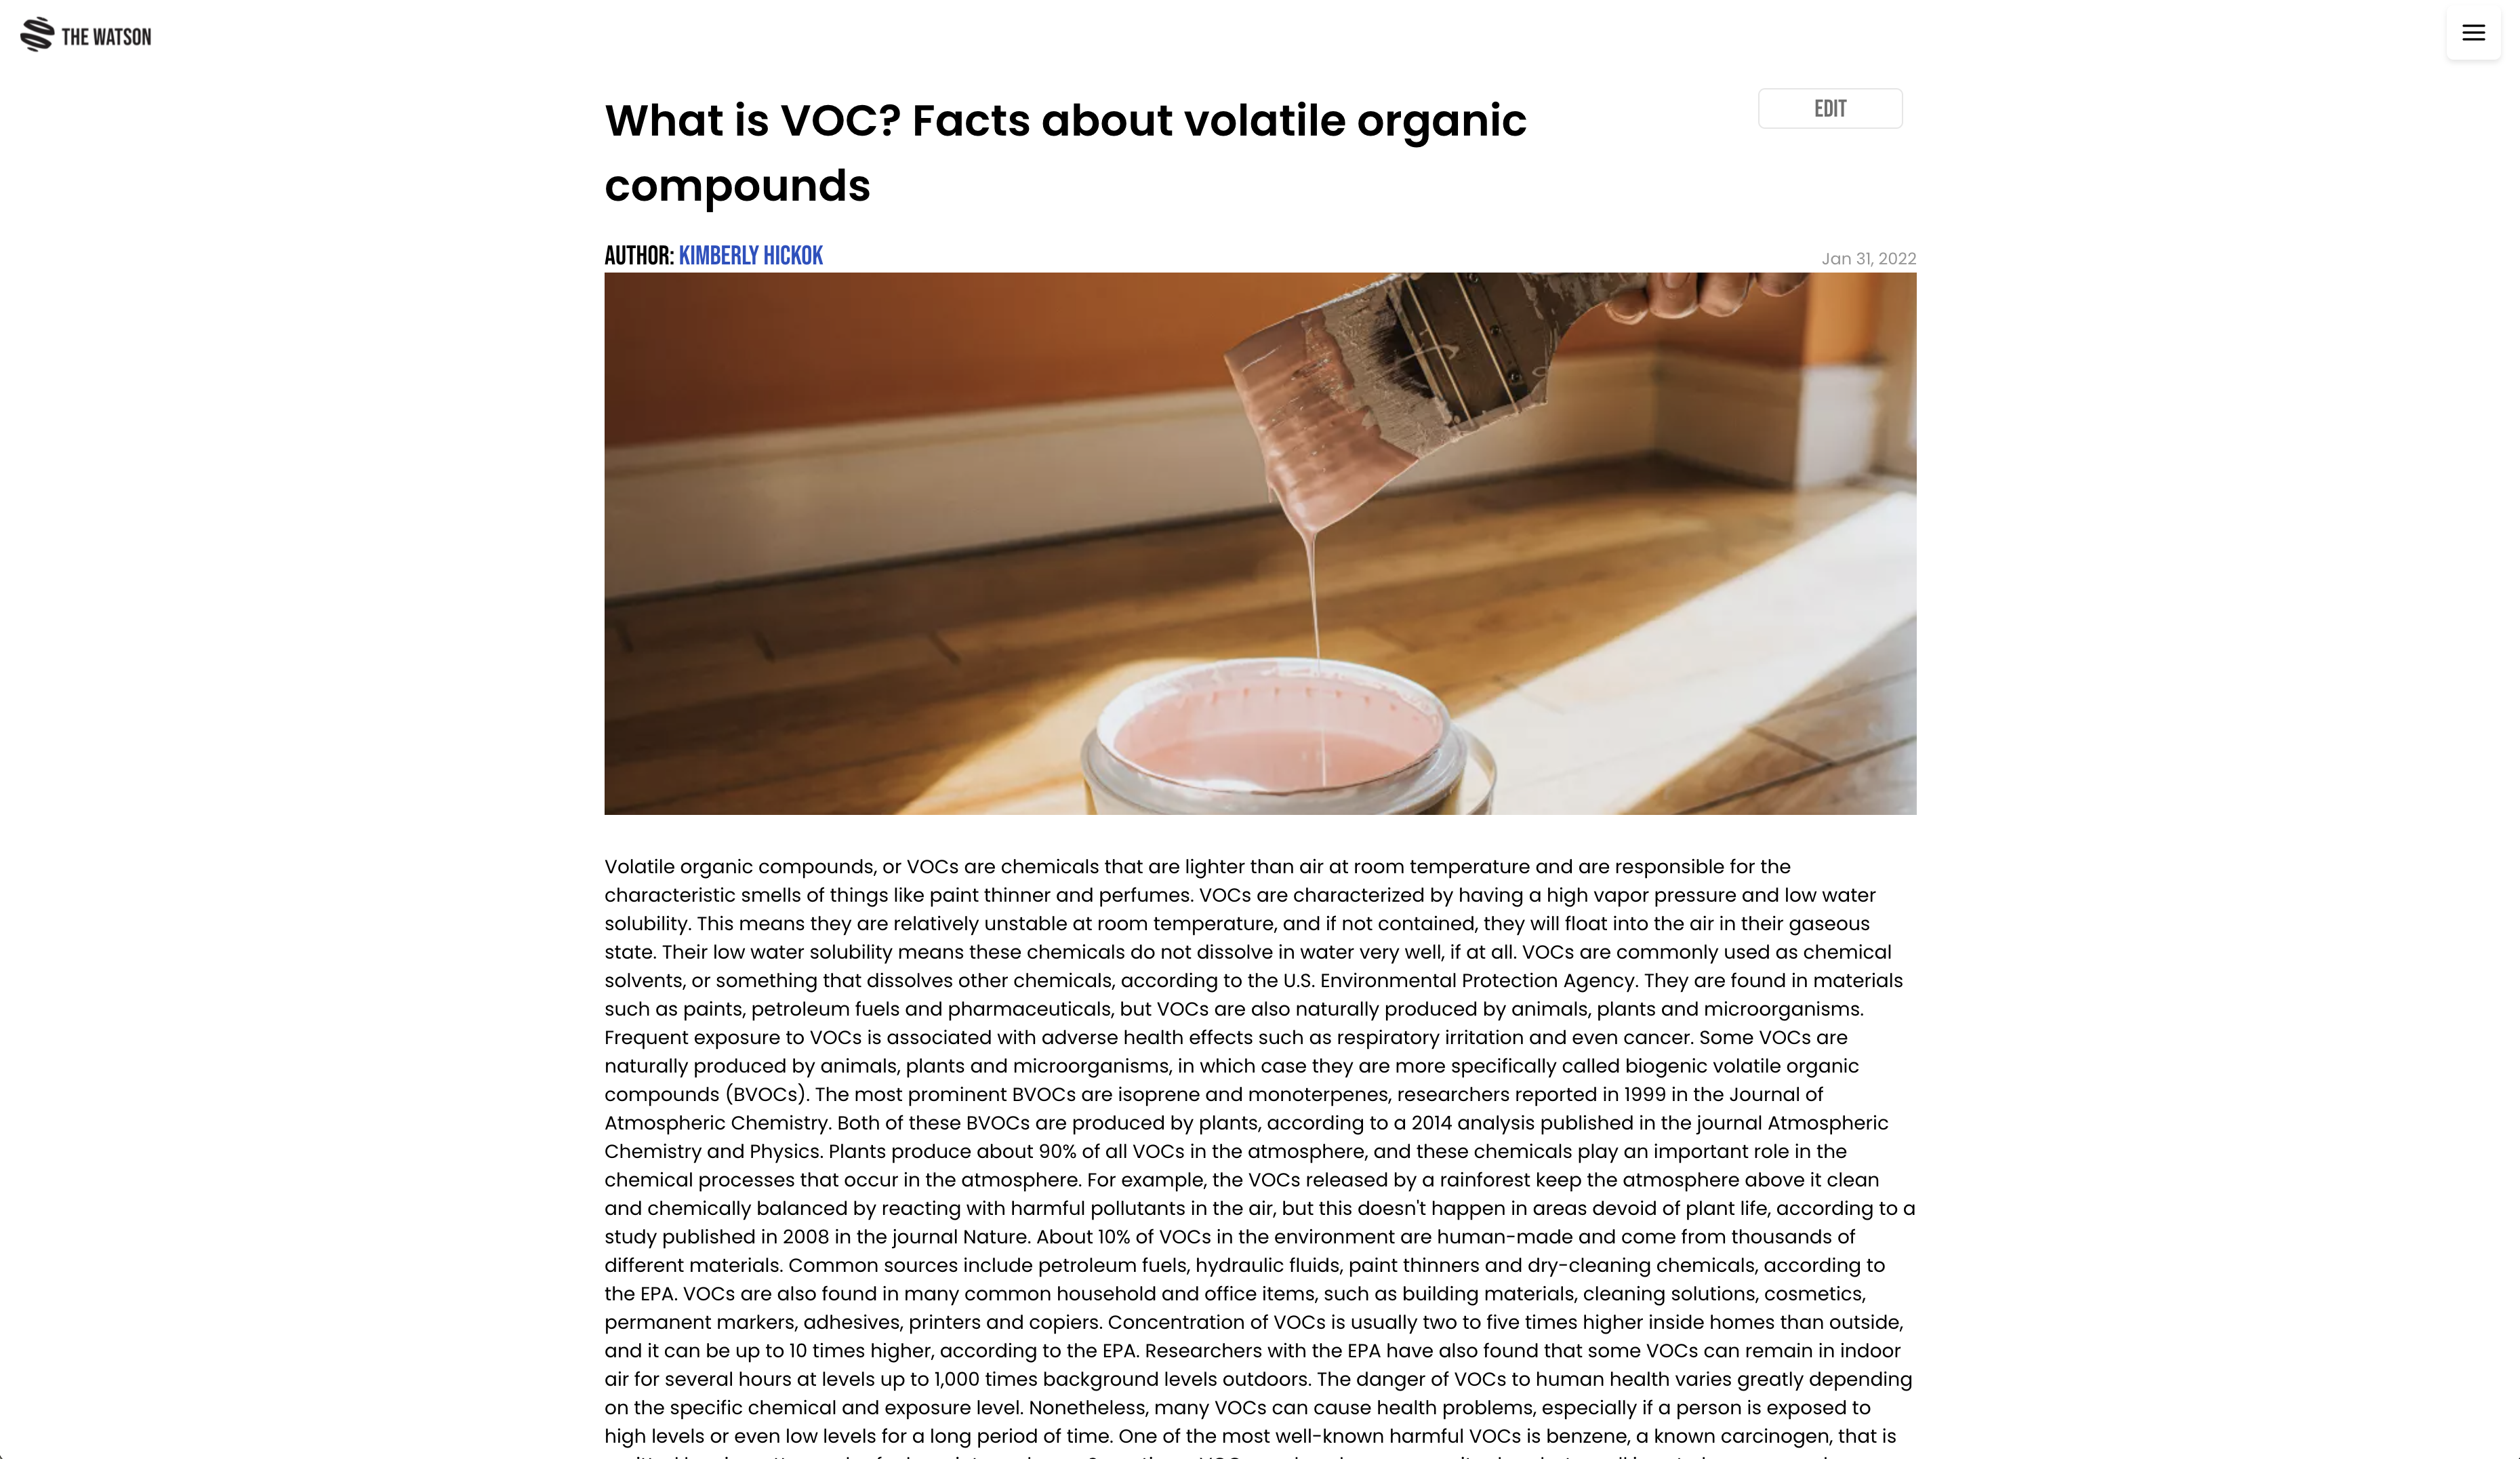 THE WATSON
What is VOC? Facts about volatile organic
compounds
EDIT
AUTHOR: KIMBERLY HICKOK
Jan 31, 2022
Volatile organic compounds, or VOCs are chemicals that are lighter than air at room temperature and are responsible for the
characteristic smells of things like paint thinner and perfumes. VOCs are characterized by having a high vapor pressure and low water
solubility. This means they are relatively unstable at room temperature, and if not contained, they will float into the air in their gaseous
state. Their low water solubility means these chemicals do not dissolve in water very well, if at all. VOCs are commonly used as chemical
solvents, or something that dissolves other chemicals, according to the U.S. Environmental Protection Agency. They are found in materials
such as paints, petroleum fuels and pharmaceuticals, but VOCs are also naturally produced by animals, plants and microorganisms.
Frequent exposure to VOCs is associated with adverse health effects such as respiratory irritation and even cancer. Some VOCs are
naturally produced by animals, plants and microorganisms, in which case they are more specifically called biogenic volatile organic
compounds (BVOCs). The most prominent BVOCs are isoprene and monoterpenes, researchers reported in 1999 in the Journal of
Atmospheric Chemistry. Both of these BVOCs are produced by plants, according to a 2014 analysis published in the journal Atmospheric
Chemistry and Physics. Plants produce about 90% of all VOCs in the atmosphere, and these chemicals play an important role in the
chemical processes that occur in the atmosphere. For example, the VOCs released by a rainforest keep the atmosphere above it clean
and chemically balanced by reacting with harmful pollutants in the air, but this doesn't happen in areas devoid of plant life, according to a
study published in 2008 in the journal Nature. About 10% of VOCs in the environment are human-made and come from thousands of
different materials. Common sources include petroleum fuels, hydraulic fluids, paint thinners and dry-cleaning chemicals, according to
the EPA. VOCs are also found in many common household and office items, such as building materials, cleaning solutions, cosmetics,
permanent markers, adhesives, printers and copiers. Concentration of VOCs is usually two to five times higher inside homes than outside,
and it can be up to 10 times higher, according to the EPA. Researchers with the EPA have also found that some VOCs can remain in indoor
air for several hours at levels up to 1,000 times background levels outdoors. The danger of VOCs to human health varies greatly depending
on the specific chemical and exposure level. Nonetheless, many VOCs can cause health problems, especially if a person is exposed to
high levels or even low levels for a long period of time. One of the most well-known harmful VOCs is benzene, a known carcinogen, that is